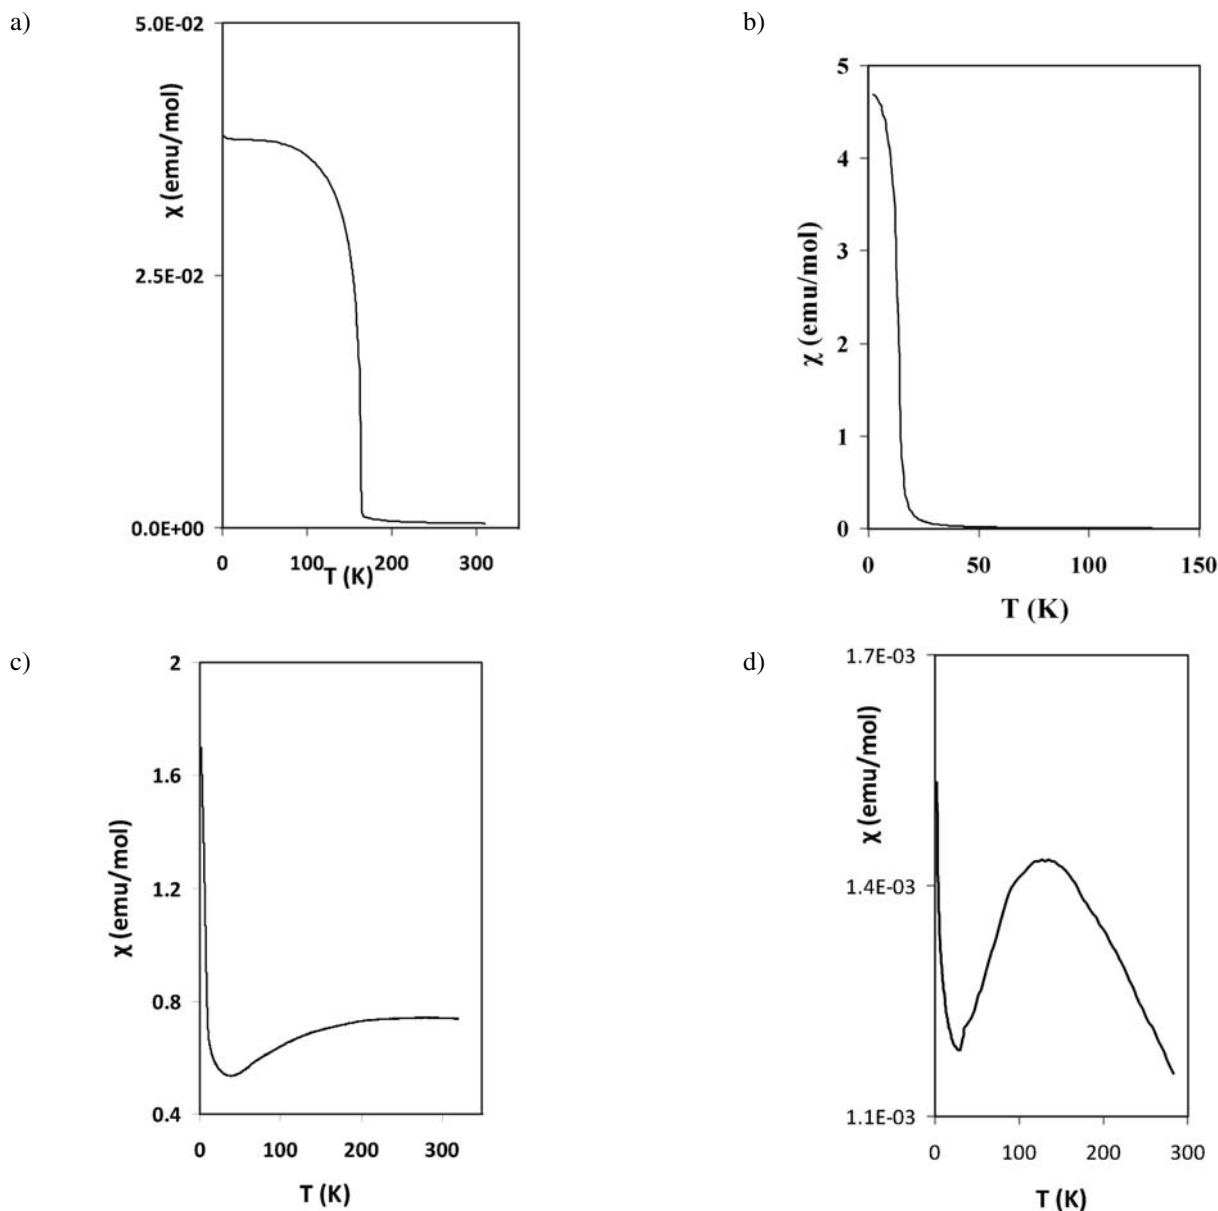 a)
5.0E-02
2.5E-02
0.0E+00
χ (emu/mol)
0 100 200 300
T (K)
b)
5
4
3
2
1
0
χ (emu/mol)
0 50 100 150
T (K)
c)
2
1.6
1.2
0.8
0.4
χ (emu/mol)
0 100 200 300
T (K)
d)
1.7E-03
1.4E-03
1.1E-03
χ (emu/mol)
0 100 200 300
T (K)